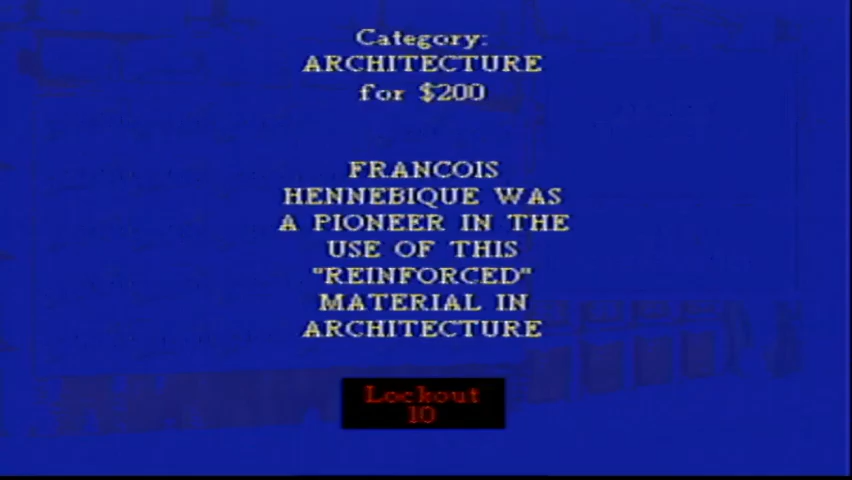 Category:
ARCHITECTURE
for $200
FRANCOIS
HENNEBIQUE WAS
A PIONEER IN THE
USE OF THIS
"REINFORCED"
MATERIAL IN
ARCHITECTURE
Lockout
10